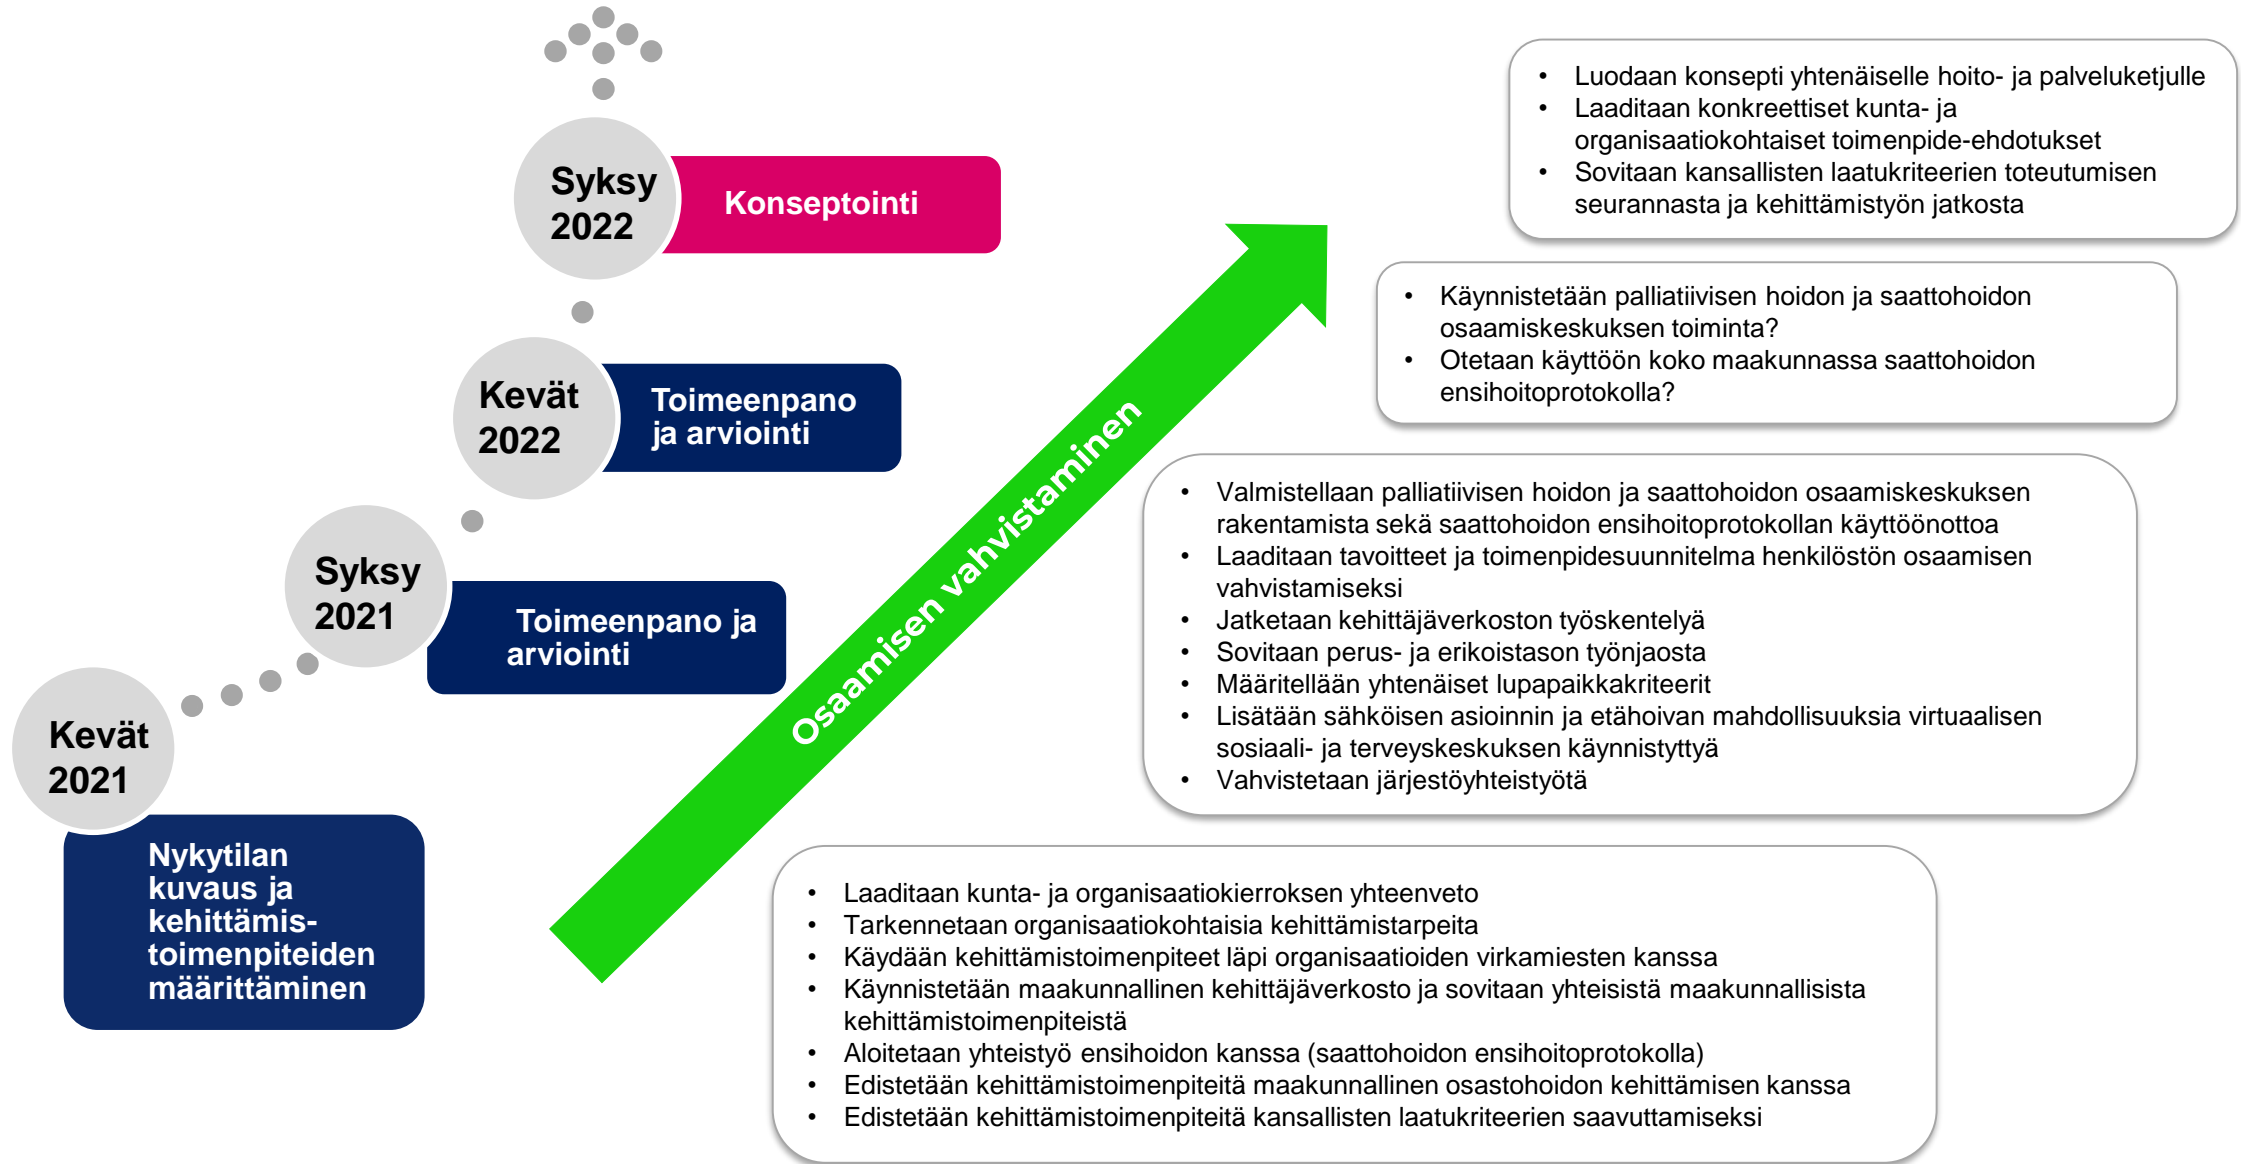 Syksy
2022
Konseptointi
Kevät
2022
Toimeenpano
ja arviointi
Syksy
2021
Toimeenpano ja
arviointi
Kevät
2021
Nykytilan
kuvaus ja
kehittämis-
toimenpiteiden
määrittäminen
Osaamisen vahvistaminen
• Luodaan konsepti yhtenäiselle hoito- ja palveluketjulle
• Laaditaan konkreettiset kunta- ja
organisaatiokohtaiset toimenpide-ehdotukset
• Sovitaan kansallisten laatukriteerien toteutumisen
seurannasta ja kehittämistyön jatkosta
• Käynnistetään palliatiivisen hoidon ja saattohoidon
osaamiskeskuksen toiminta?
• Otetaan käyttöön koko maakunnassa saattohoidon
ensihoitoprotokolla?
• Valmistellaan palliatiivisen hoidon ja saattohoidon osaamiskeskuksen
rakentamista sekä saattohoidon ensihoitoprotokollan käyttöönottoa
• Laaditaan tavoitteet ja toimenpidesuunnitelma henkilöstön osaamisen
vahvistamiseksi
• Jatketaan kehittäjäverkoston työskentelyä
• Sovitaan perus- ja erikoistason työnjaosta
• Määritellään yhtenäiset lupapaikkakriteerit
• Lisätään sähköisen asioinnin ja etähoivan mahdollisuuksia virtuaalisen
sosiaali- ja terveyskeskuksen käynnistyttyä
• Vahvistetaan järjestöyhteistyötä
• Laaditaan kunta- ja organisaatiokierroksen yhteenveto
• Tarkennetaan organisaatiokohtaisia kehittämistarpeita
• Käydään kehittämistoimenpiteet läpi organisaatioiden virkamiesten kanssa
• Käynnistetään maakunnallinen kehittäjäverkosto ja sovitaan yhteisistä maakunnallisista
kehittämistoimenpiteistä
• Aloitetaan yhteistyö ensihoidon kanssa (saattohoidon ensihoitoprotokolla)
• Edistetään kehittämistoimenpiteitä maakunnallinen osastohoidon kehittämisen kanssa
• Edistetään kehittämistoimenpiteitä kansallisten laatukriteerien saavuttamiseksi